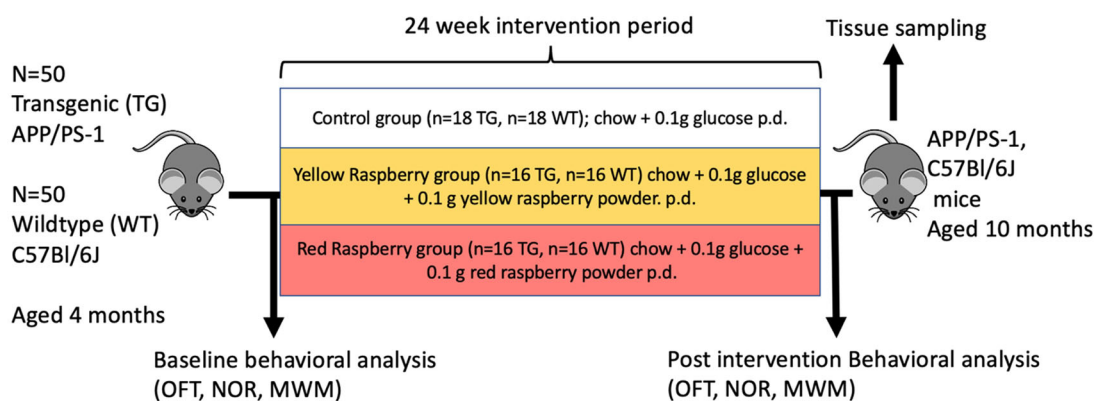 24 week intervention period
Tissue sampling
N=50
Transgenic (TG)
APP/PS-1
N=50
Wildtype (WT)
C57Bl/6J
Aged 4 months
Control group (n=18 TG, n=18 WT); chow + 0.1g glucose p.d.
Yellow Raspberry group (n=16 TG, n=16 WT) chow + 0.1g glucose
+ 0.1 g yellow raspberry powder. p.d.
Red Raspberry group (n=16 TG, n=16 WT) chow + 0.1g glucose +
0.1 g red raspberry powder p.d.
APP/PS-1,
C57Bl/6J
mice
Aged 10 months
Baseline behavioral analysis
(OFT, NOR, MWM)
Post intervention Behavioral analysis
(OFT, NOR, MWM)